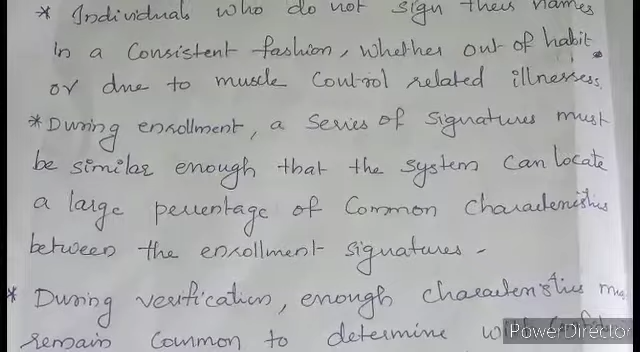 * Individuals who do not sign their names
in a consistent fashion, whether out of habit
or due to muscle control related illnesses.
* During enrollment, a series of signatures must
be similar enough that the system can locate
a large percentage of common characteristics
between the enrollment signatures -
* During verification, enough characteristics mus
remain common to determine with
PowerDirector